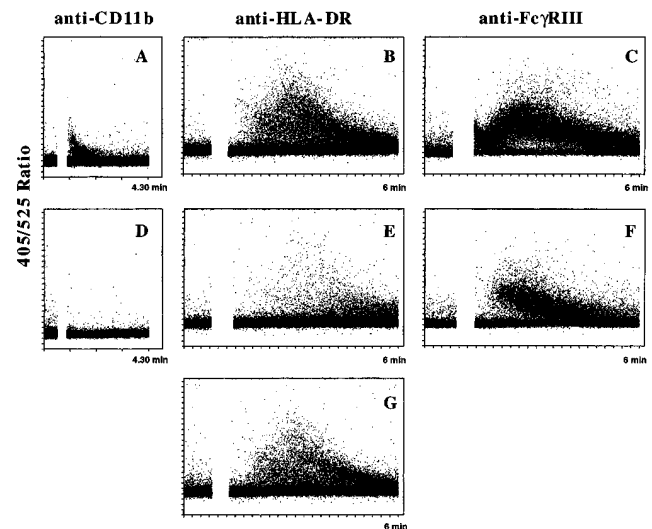 anti-CD11b anti-HLA-DR anti-FcγRIII
A B C
4.30 min 6 min 6 min
405/525 Ratio
D E F
4.30 min 6 min 6 min
G
6 min